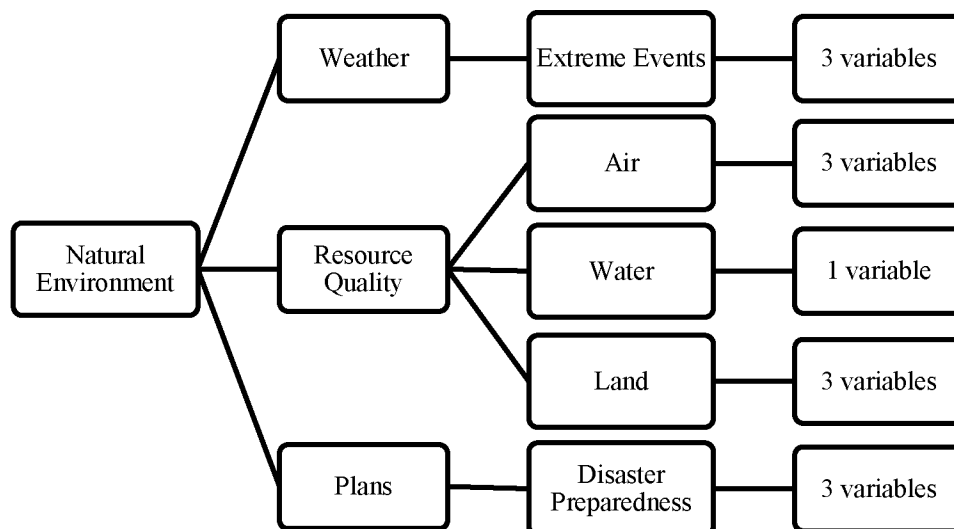 Weather
Extreme Events
3 variables
Air
3 variables
Natural
Environment
Resource
Quality
Water
1 variable
Land
3 variables
Plans
Disaster
Preparedness
3 variables